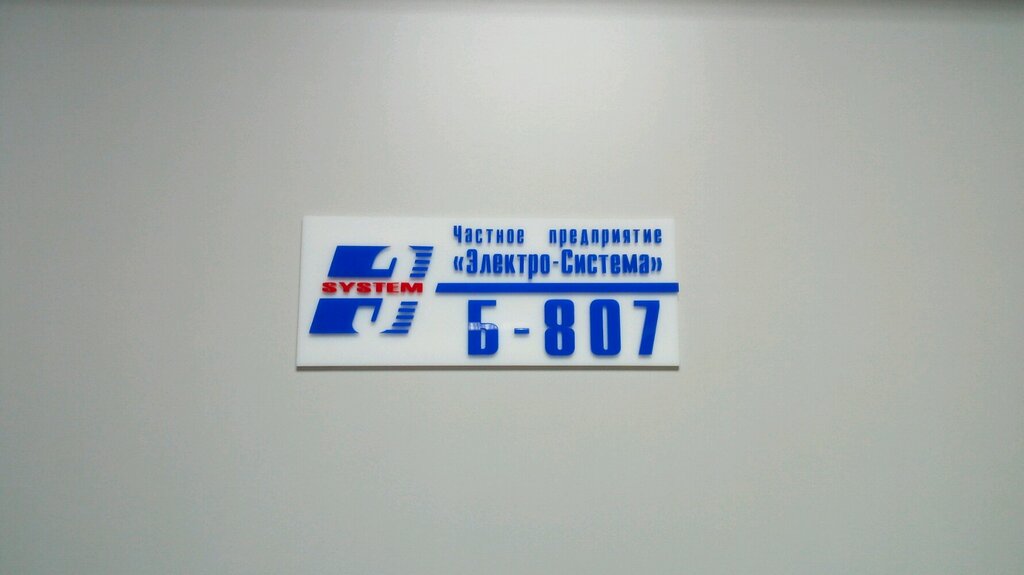 SYSTEM
Частное предприятие
«Электро-Система»
Б-807